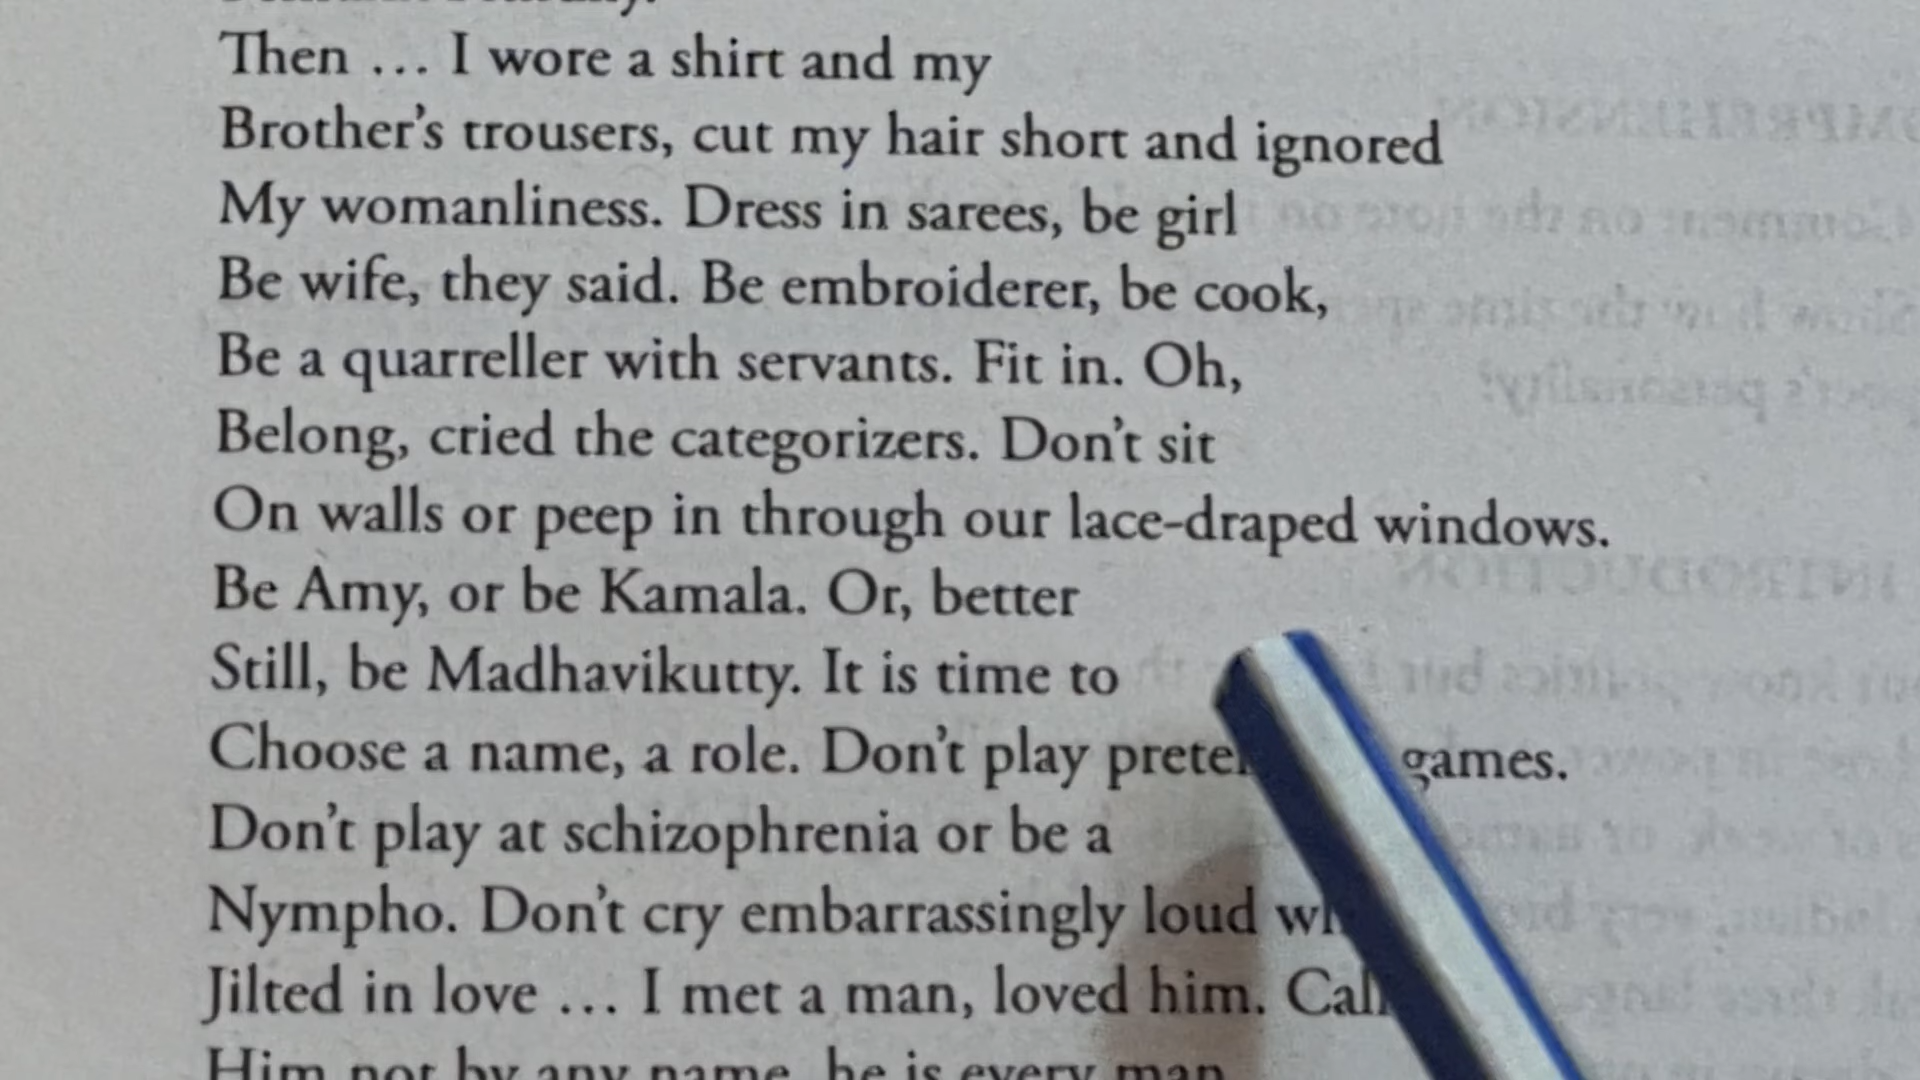 Then ... I wore a shirt and my
Brother's trousers, cut my hair short and ignored
My womanliness. Dress in sarees, be girl
Be wife, they said. Be embroiderer, be cook,
Be a quarreller with servants. Fit in. Oh,
Belong, cried the categorizers. Don't sit
On walls or peep in through our lace-draped windows.
Be Amy, or be Kamala. Or, better
Still, be Madhavikutty. It is time to
Choose a name, a role. Don't play games.
Don't play at schizophrenia or be a
Nympho. Don't cry embarrassingly loud
Jilted in love ... I met a man, loved him.
Him not by any name, he is every man